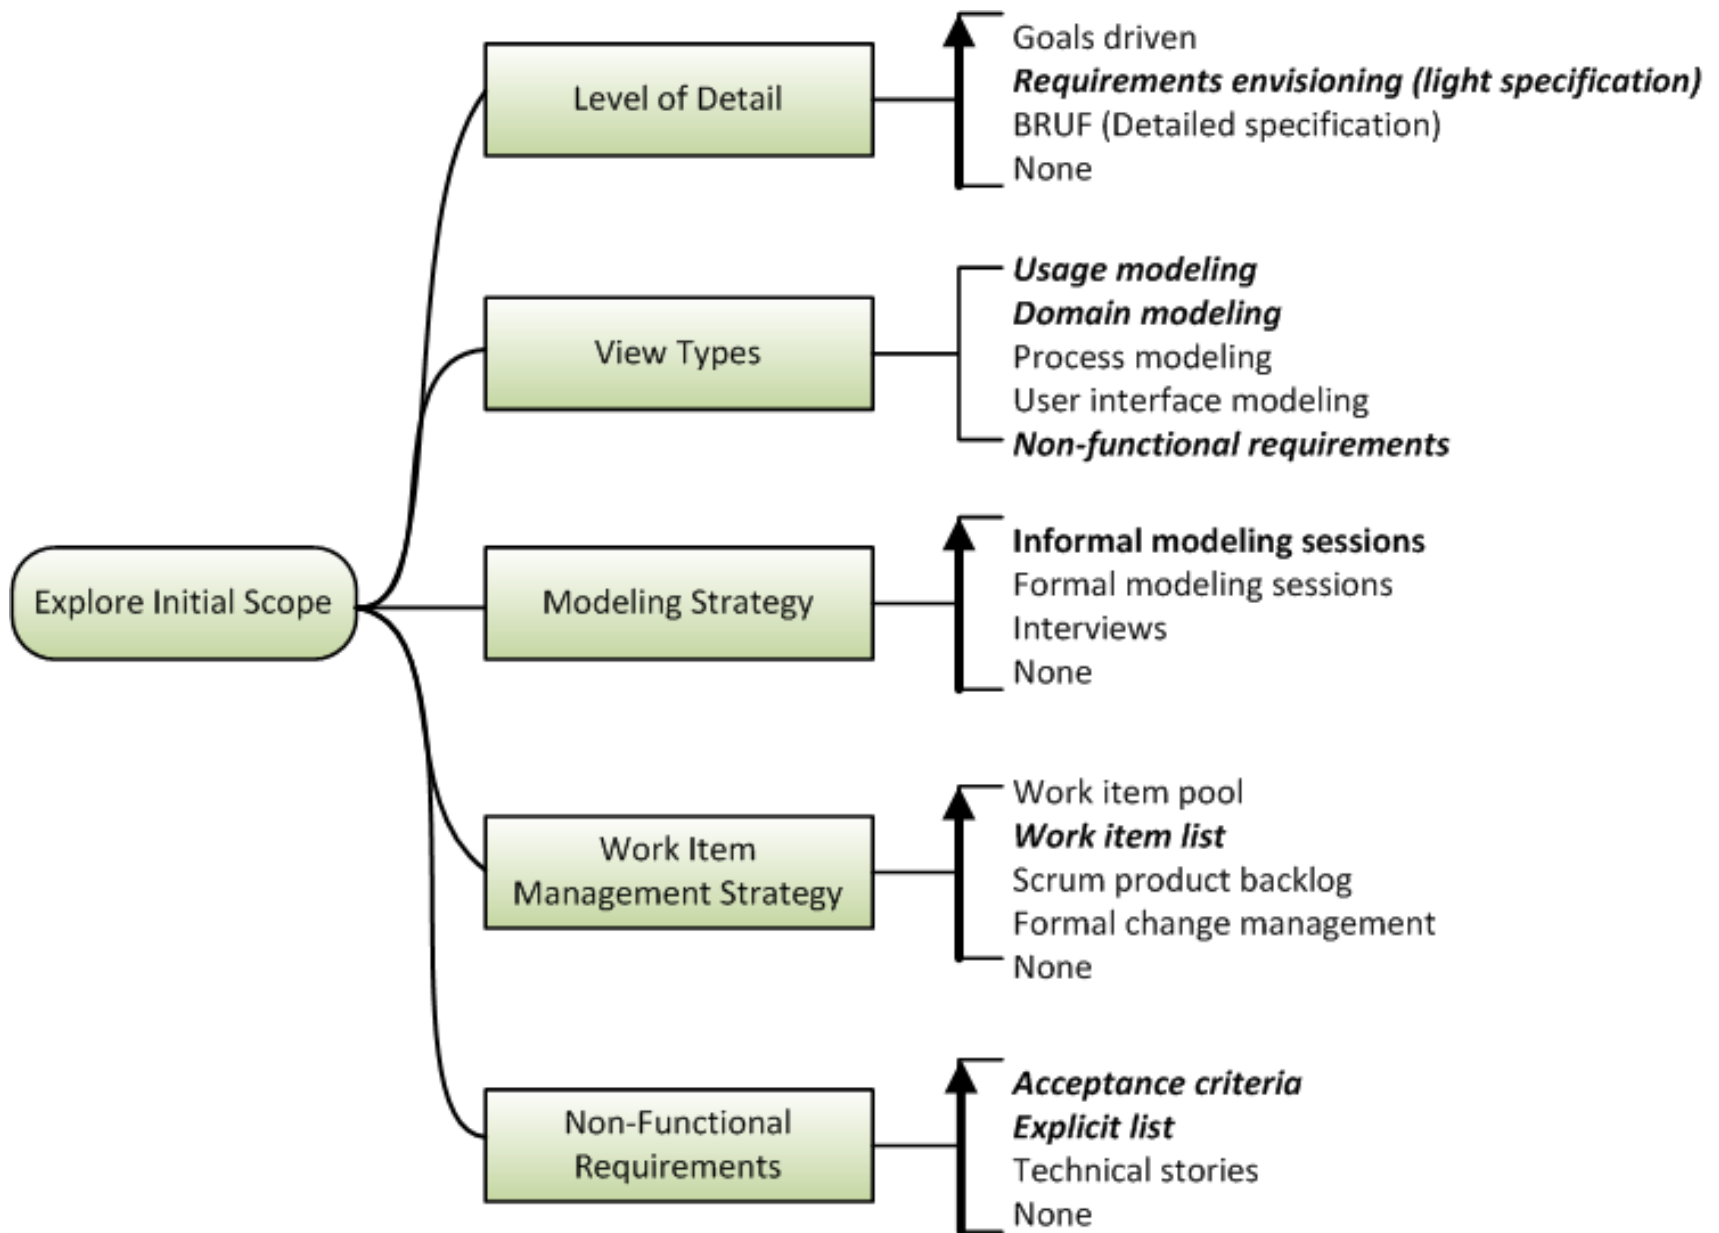 Explore Initial Scope
Level of Detail
Goals driven
Requirements envisioning (light specification)
BRUF (Detailed specification)
None
View Types
Usage modeling
Domain modeling
Process modeling
User interface modeling
Non-functional requirements
Modeling Strategy
Informal modeling sessions
Formal modeling sessions
Interviews
None
Work Item
Management Strategy
Work item pool
Work item list
Scrum product backlog
Formal change management
None
Non-Functional
Requirements
Acceptance criteria
Explicit list
Technical stories
None